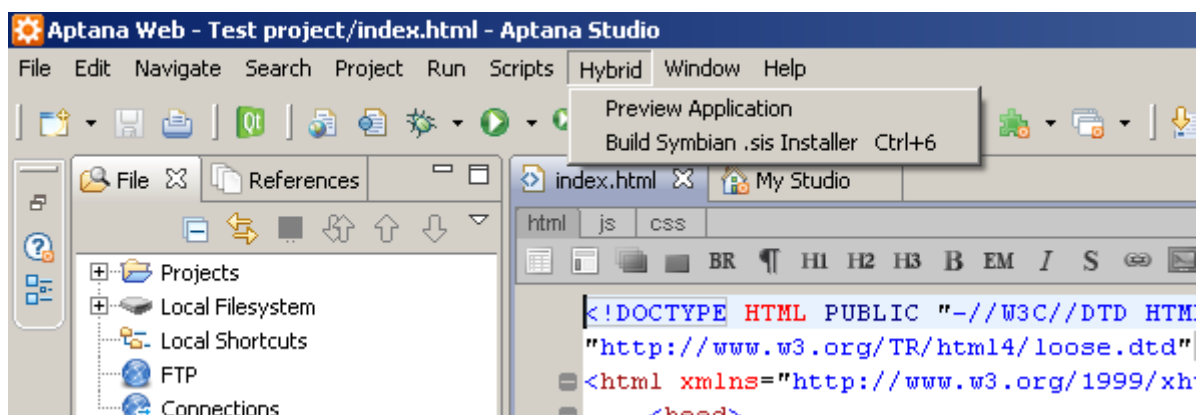 Aptana Web - Test project/index.html - Aptana Studio
File Edit Navigate Search Project Run Scripts Hybrid Window Help
Preview Application
Build Symbian .sis Installer Ctrl+6
Qt
File References
index.html My Studio
html js css
BR ¶ H1 H2 H3 B EM I S
Projects
Local Filesystem
Local Shortcuts
FTP
Connections
<!DOCTYPE HTML PUBLIC "-//W3C//DTD HTM
"http://www.w3.org/TR/html4/loose.dtd"
<html xmlns="http://www.w3.org/1999/xh
<head>